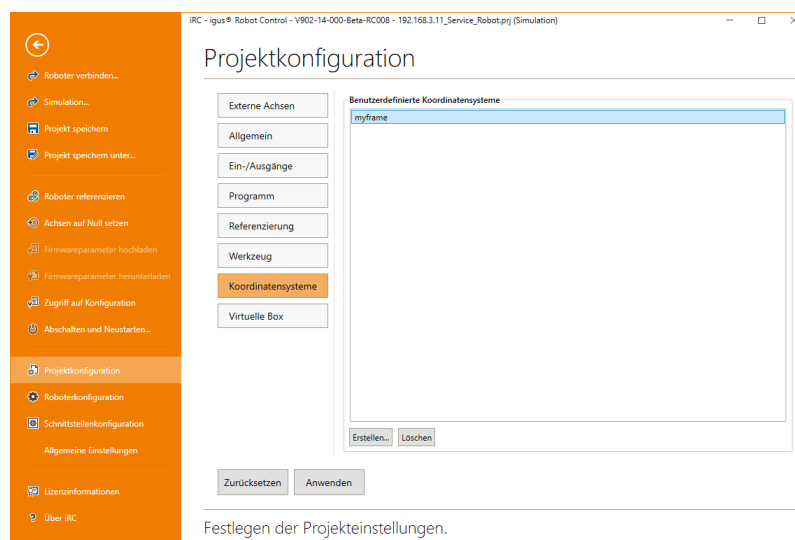 iRC - igus® Robot Control - V902-14-000-Beta-RC008 - 192.168.3.11_Service_Robot.prj (Simulation)
Roboter verbinden...
Simulation...
Projekt speichern
Projekt speichern unter...
Roboter referenzieren
Achsen auf Null setzen
Firmwareparameter hochladen
Firmwareparameter herunterladen
Zugriff auf Konfiguration
Abschalten und Neustarten...
Projektkonfiguration
Roboterkonfiguration
Schnittstellenkonfiguration
Allgemeine Einstellungen
Lizenzinformationen
Über iRC
Projektkonfiguration
Externe Achsen
Allgemein
Ein-/Ausgänge
Programm
Referenzierung
Werkzeug
Koordinatensysteme
Virtuelle Box
Benutzerdefinierte Koordinatensysteme
myframe
Erstellen... Löschen
Zurücksetzen Anwenden
Festlegen der Projekteinstellungen.